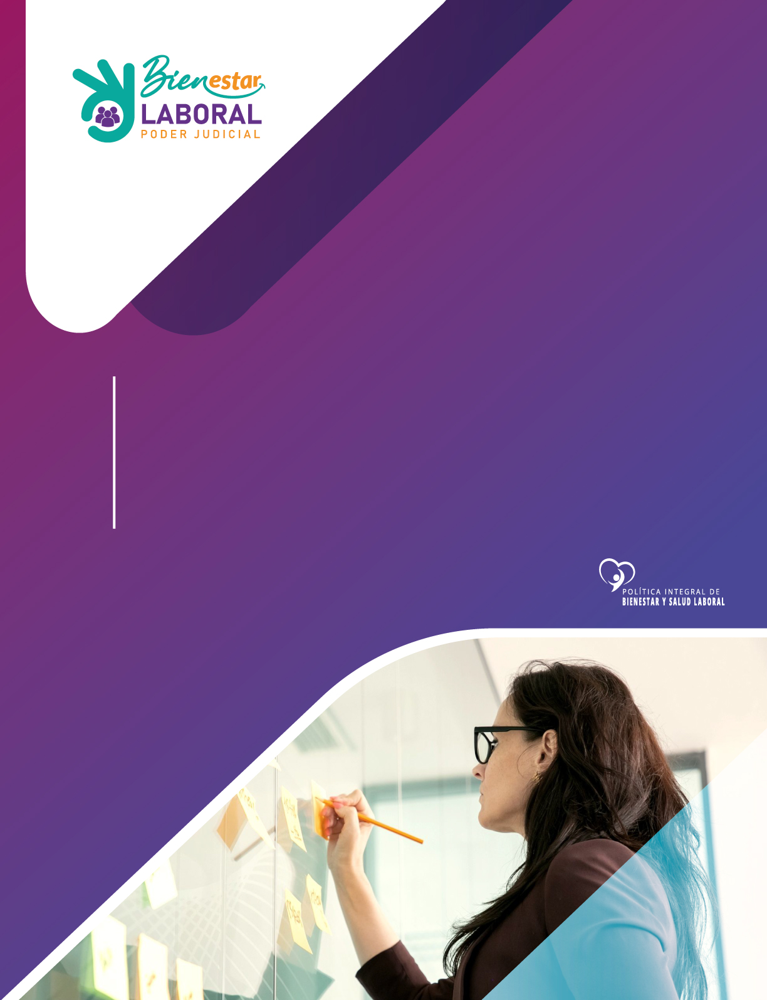 Bienestar
LABORAL
PODER JUDICIAL
POLÍTICA INTEGRAL DE
BIENESTAR Y SALUD LABORAL